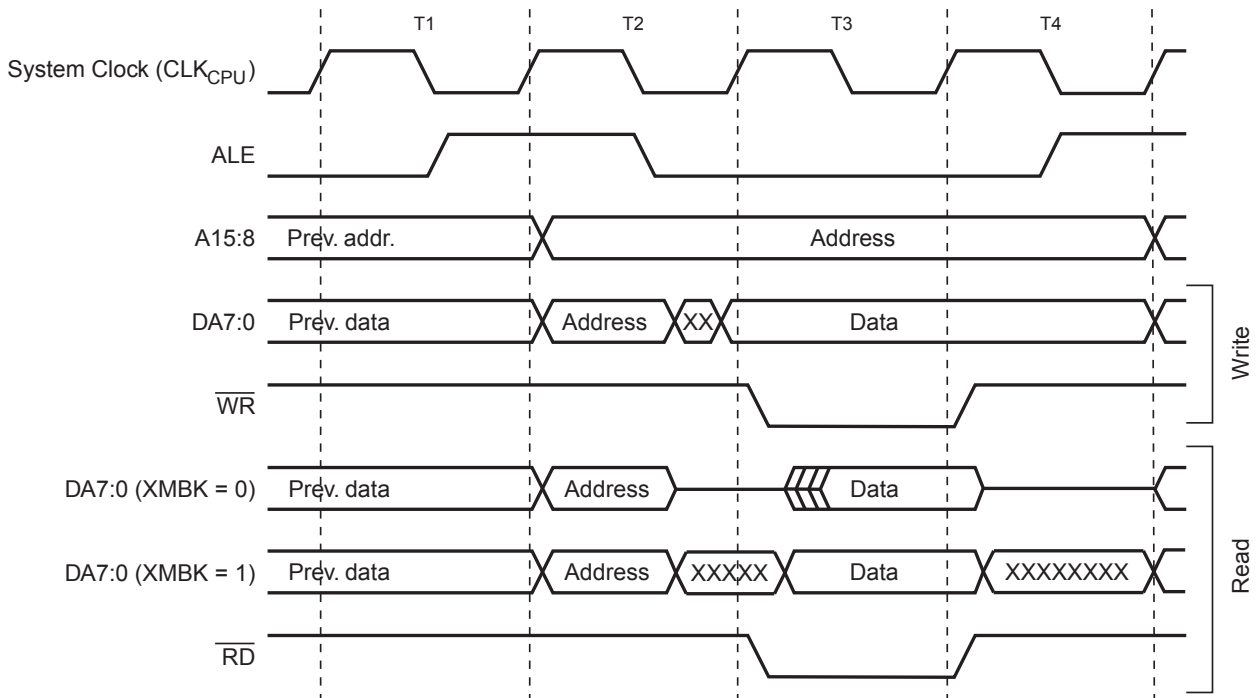 T1 T2 T3 T4
System Clock (CLKCPU)
ALE
A15:8 Prev. addr. Address
DA7:0 Prev. data Address XX Data
WR
Write
DA7:0 (XMBK = 0) Prev. data Address Data
DA7:0 (XMBK = 1) Prev. data Address XXXXX Data XXXXXXXX
RD
Read